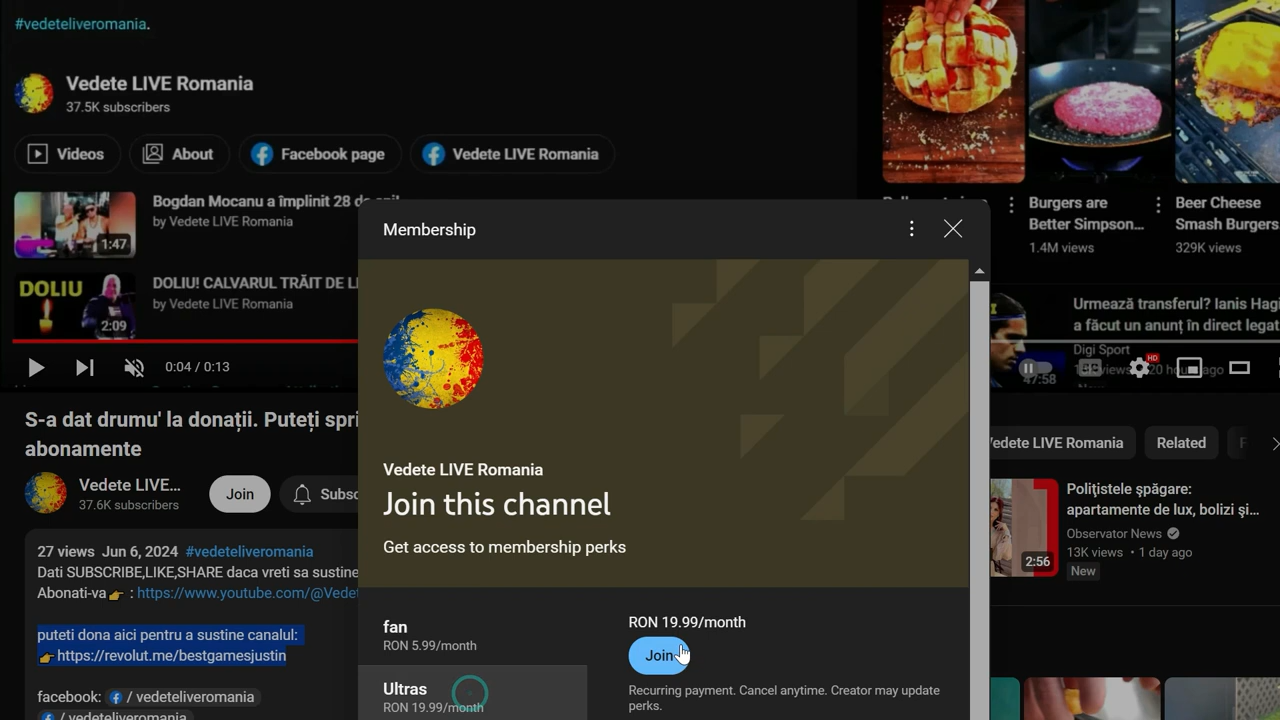 #vedeteliveromania.
Vedete LIVE Romania
37.5K subscribers
Videos
About
Facebook page
Vedete LIVE Romania
Bogdan Mocanu a împlinit 28 de
by Vedete LIVE Romania
1:47
DOLIU
DOLIU! CALVARUL TRĂIT DE
by Vedete LIVE Romania
2:09
0:04 / 0:13
S-a dat drumu' la donații. Puteți
abonamente
Vedete LIVE...
37.6K subscribers
Join
27 views Jun 6, 2024 #vedeteliveromania
Dati SUBSCRIBE,LIKE,SHARE daca vreti sa sustine
Abonati-va👉 : https://www.youtube.com/@Vedet
puteti dona aici pentru a sustine canalul:
👉https://revolut.me/bestgamesjustin
facebook: / vedeteliveromania
/ vedeteliveromania
Membership
Vedete LIVE Romania
Join this channel
Get access to membership perks
fan
RON 5.99/month
Ultras
RON 19.99/month
RON 19.99/month
Join
Recurring payment. Cancel anytime. Creator may update
perks.
Burgers are
Better Simpson...
1.4M views
Beer Cheese
Smash Burgers
329K views
Urmează transferul? Ianis Hagi
a făcut un anunț în direct legat
Digi Sport
20 hours ago
47:58
HD
Vedete LIVE Romania
Related
Polițistele șpăgare:
apartamente de lux, bolizi și...
Observator News
13K views • 1 day ago
New
2:56